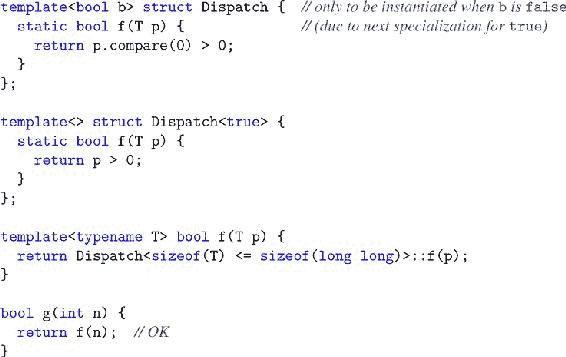 template<bool b> struct Dispatch { // only to be instantiated when b is false
static bool f(T p) { // (due to next specialization for true)
return p.compare(0) > 0;
}
};
template<> struct Dispatch<true> {
static bool f(T p) {
return p > 0;
}
};
template<typename T> bool f(T p) {
return Dispatch<sizeof(T) <= sizeof(long long)>::f(p);
}
bool g(int n) {
return f(n); // OK
}